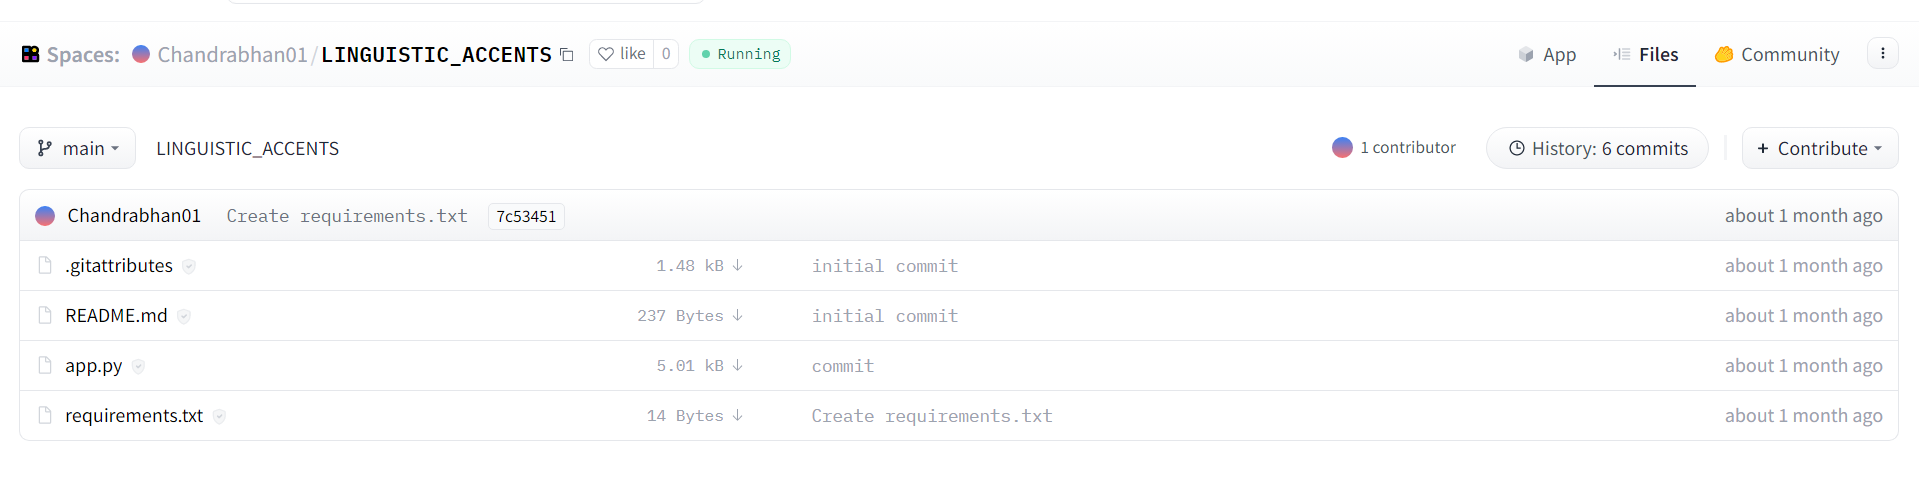 Spaces: Chandrabhan01/LINGUISTIC_ACCENTS like 0 Running App Files Community
main LINGUISTIC_ACCENTS 1 contributor History: 6 commits + Contribute
Chandrabhan01 Create requirements.txt 7c53451 about 1 month ago
.gitattributes 1.48 kB initial commit about 1 month ago
README.md 237 Bytes initial commit about 1 month ago
app.py 5.01 kB commit about 1 month ago
requirements.txt 14 Bytes Create requirements.txt about 1 month ago